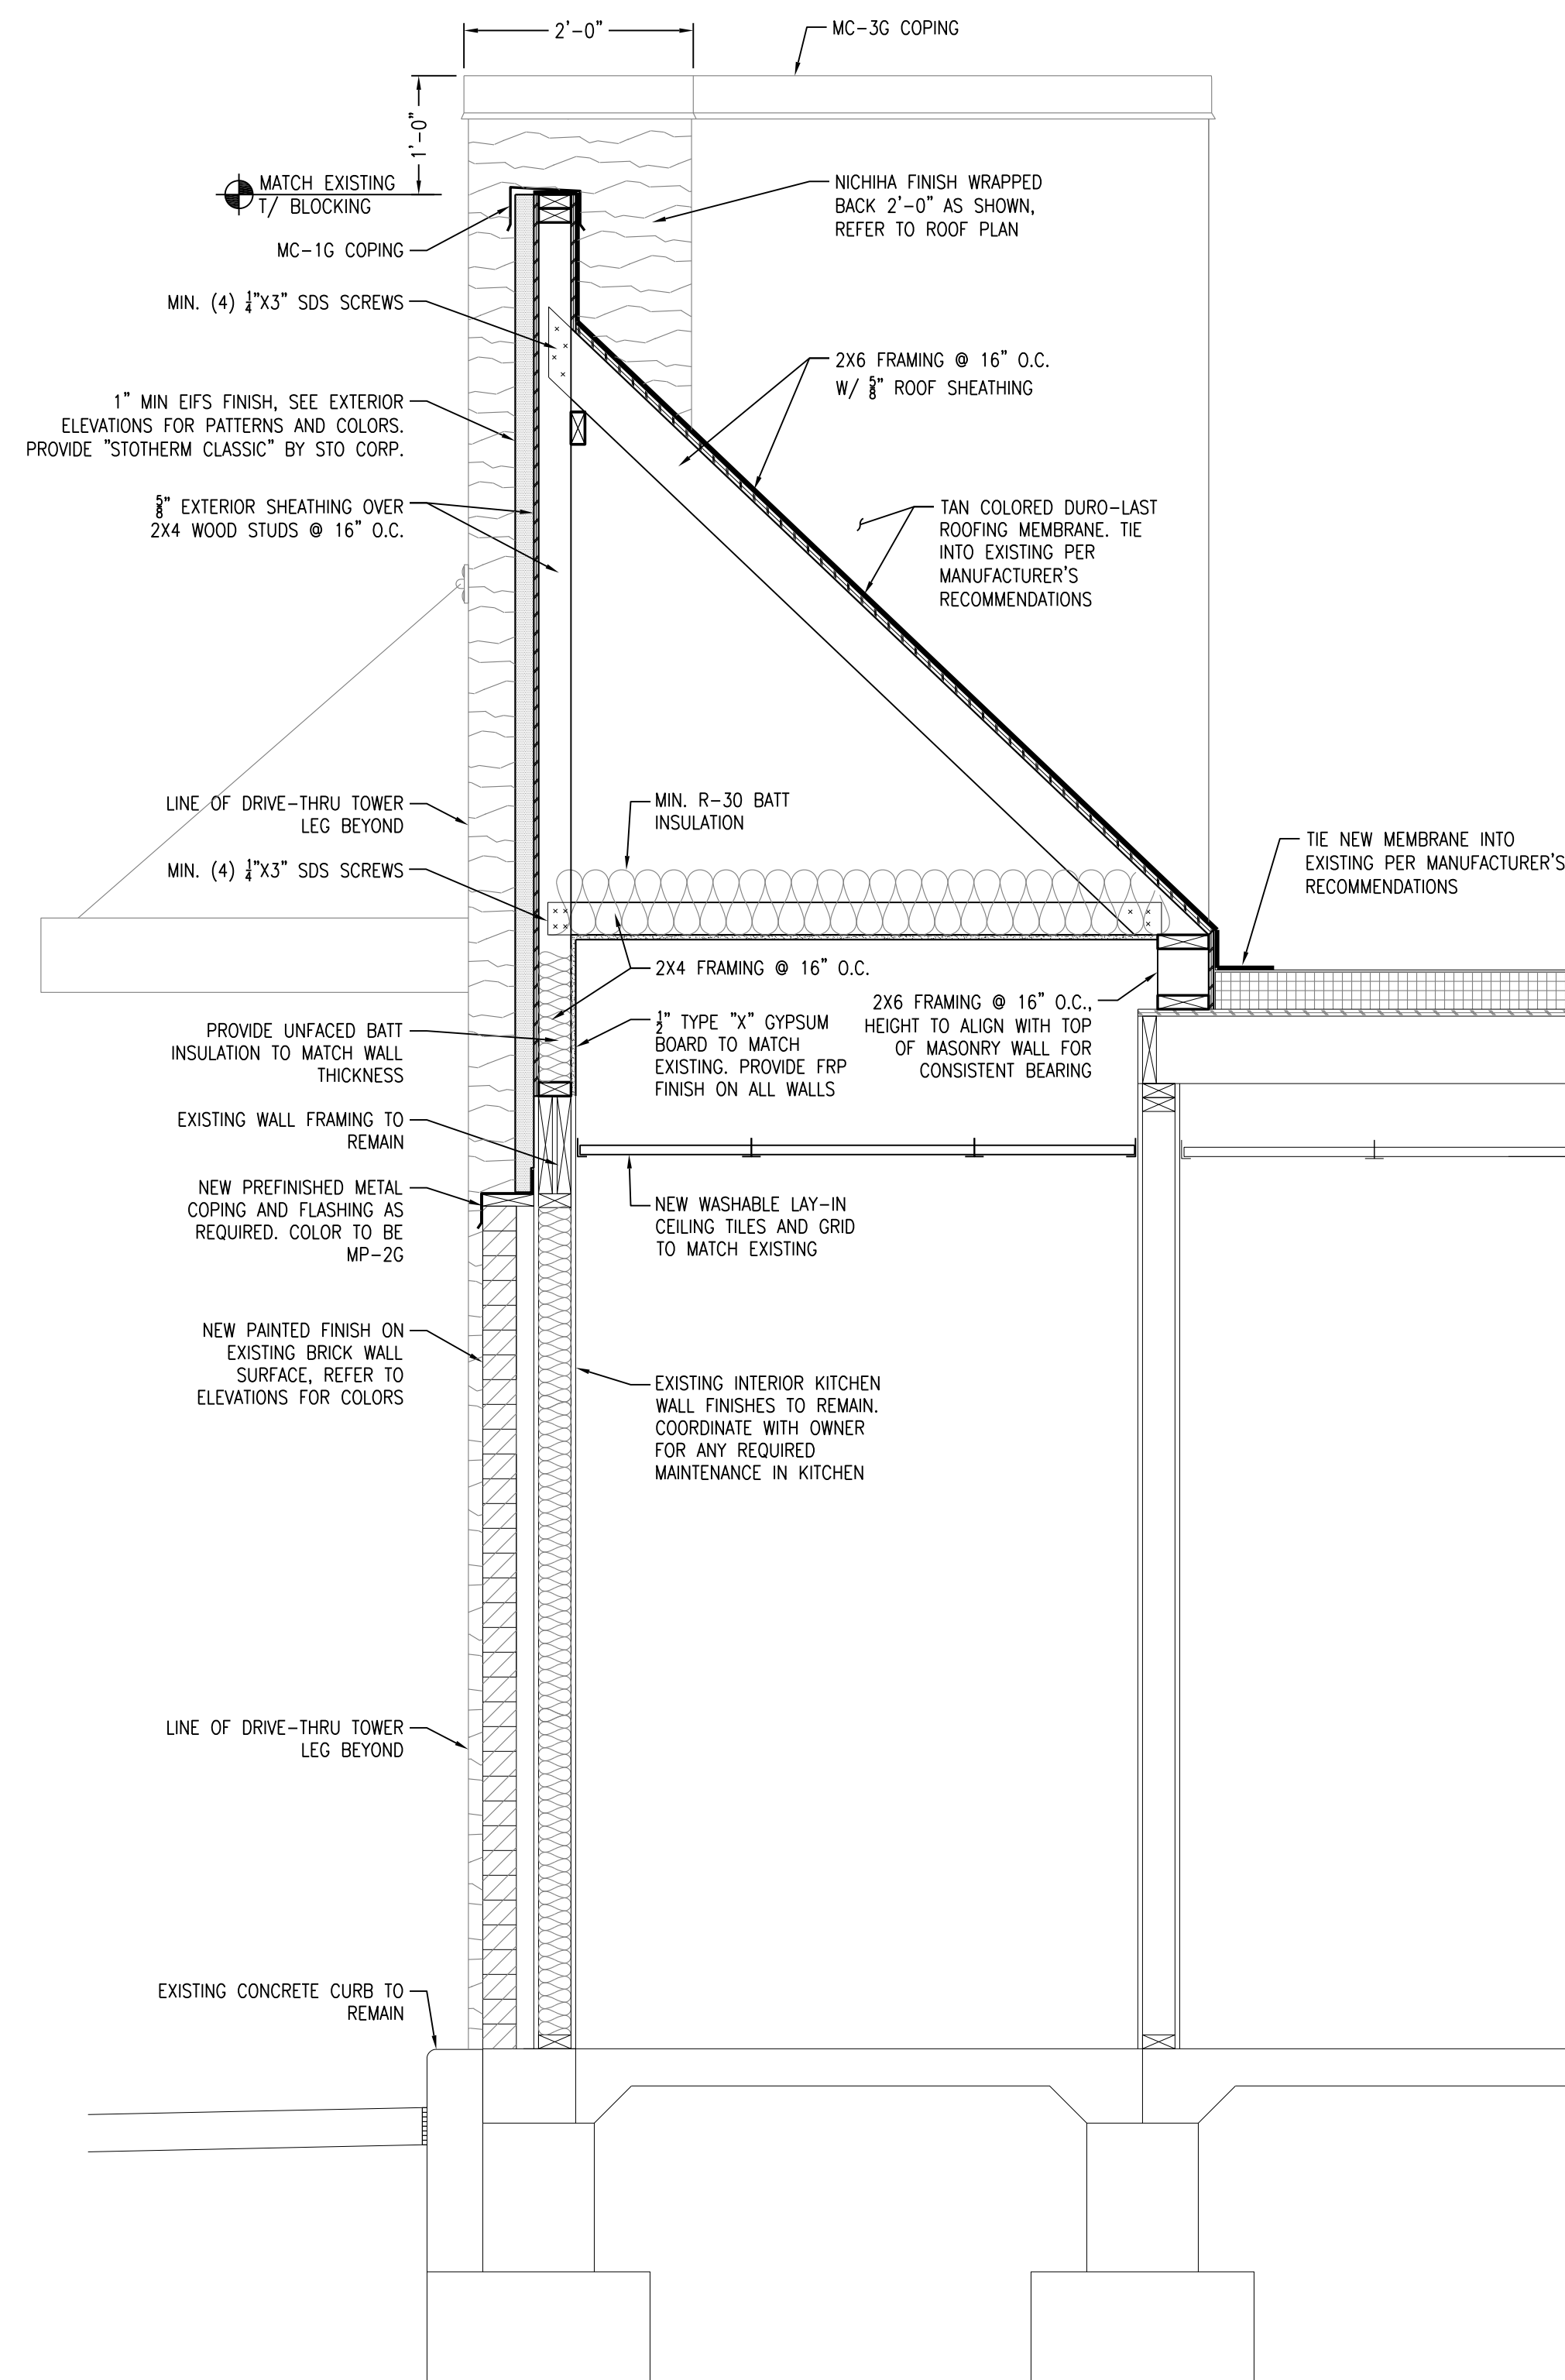 2'-0"
MC-3G COPING
1'-0"
MATCH EXISTING
T/ BLOCKING
NICHIHA FINISH WRAPPED
BACK 2'-0" AS SHOWN,
REFER TO ROOF PLAN
MC-1G COPING
MIN. (4) 1/4"X3" SDS SCREWS
2X6 FRAMING @ 16" O.C.
W/ 5/8" ROOF SHEATHING
1" MIN EIFS FINISH, SEE EXTERIOR
ELEVATIONS FOR PATTERNS AND COLORS.
PROVIDE "STOTHERM CLASSIC" BY STO CORP.
5/8" EXTERIOR SHEATHING OVER
2X4 WOOD STUDS @ 16" O.C.
TAN COLORED DURO-LAST
ROOFING MEMBRANE. TIE
INTO EXISTING PER
MANUFACTURER'S
RECOMMENDATIONS
LINE OF DRIVE-THRU TOWER
LEG BEYOND
MIN. R-30 BATT
INSULATION
TIE NEW MEMBRANE INTO
EXISTING PER MANUFACTURER'S
RECOMMENDATIONS
MIN. (4) 1/4"X3" SDS SCREWS
2X4 FRAMING @ 16" O.C.
2X6 FRAMING @ 16" O.C.,
HEIGHT TO ALIGN WITH TOP
OF MASONRY WALL FOR
CONSISTENT BEARING
1/2" TYPE "X" GYPSUM
BOARD TO MATCH
EXISTING. PROVIDE FRP
FINISH ON ALL WALLS
PROVIDE UNFACED BATT
INSULATION TO MATCH WALL
THICKNESS
EXISTING WALL FRAMING TO
REMAIN
NEW PREFINISHED METAL
COPING AND FLASHING AS
REQUIRED. COLOR TO BE
MP-2G
NEW WASHABLE LAY-IN
CEILING TILES AND GRID
TO MATCH EXISTING
NEW PAINTED FINISH ON
EXISTING BRICK WALL
SURFACE, REFER TO
ELEVATIONS FOR COLORS
EXISTING INTERIOR KITCHEN
WALL FINISHES TO REMAIN.
COORDINATE WITH OWNER
FOR ANY REQUIRED
MAINTENANCE IN KITCHEN
LINE OF DRIVE-THRU TOWER
LEG BEYOND
EXISTING CONCRETE CURB TO
REMAIN